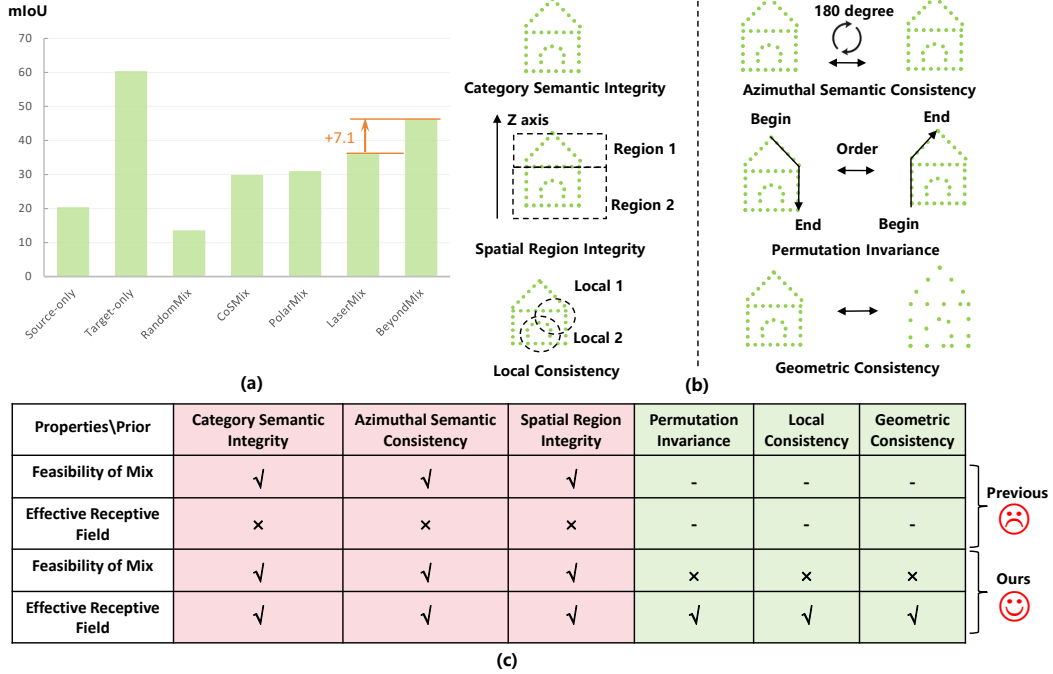 mIoU
70
60
50
40
30
20
10
0
+7.1
Source-only
Target-only
RandomMix
CoSMix
PolarMix
LaserMix
BeyondMix
(a)
Category Semantic Integrity
Z axis
Region 1
Region 2
Spatial Region Integrity
Local 1
Local 2
Local Consistency
180 degree
Azimuthal Semantic Consistency
Begin
End
Order
End
Begin
Permutation Invariance
Geometric Consistency
(b)
Properties\Prior
Category Semantic
Integrity
Azimuthal Semantic
Consistency
Spatial Region
Integrity
Permutation
Invariance
Local
Consistency
Geometric
Consistency
Feasibility of Mix √ √ √ - - -
Effective Receptive
Field × × × - - -
Previous
Feasibility of Mix √ √ √ × × ×
Effective Receptive
Field √ √ √ √ √ √
Ours
(c)